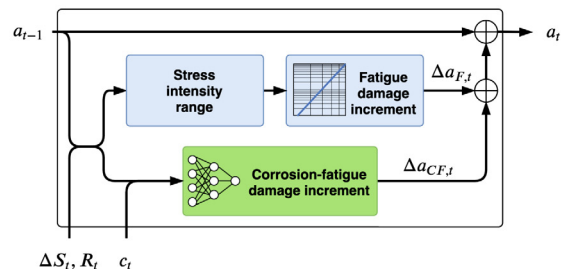 a_{t-1}
a_t
Stress
intensity
range
Fatigue
damage
increment
Δa_{F,t}
Corrosion-fatigue
damage increment
Δa_{CF,t}
ΔS_t, R_t
c_t